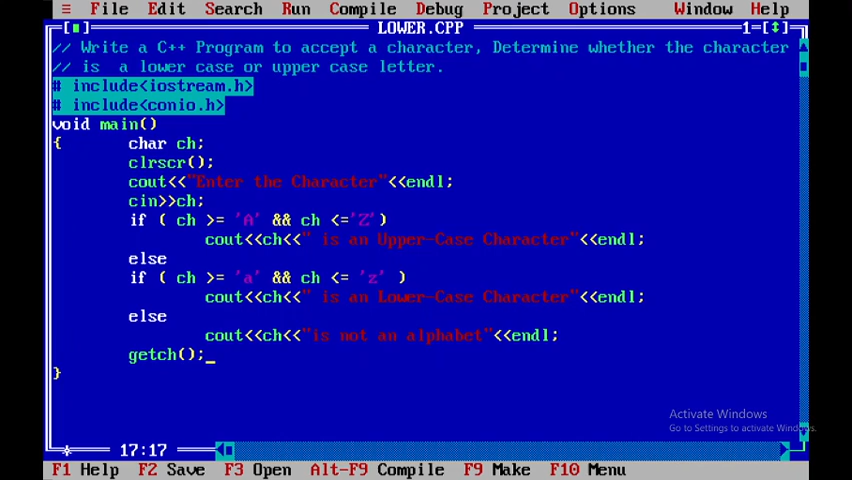 ≡ File Edit Search Run Compile Debug Project Options Window Help
[■] LOWER.CPP 1=[↕]
// Write a C++ Program to accept a character, Determine whether the character
// is a lower case or upper case letter.
# include<iostream.h>
# include<conio.h>
void main()
{ char ch;
clrscr();
cout<<"Enter the Character"<<endl;
cin>>ch;
if ( ch >= 'A' && ch <='Z')
cout<<ch<<" is an Upper-Case Character"<<endl;
else
if ( ch >= 'a' && ch <= 'z' )
cout<<ch<<" is an Lower-Case Character"<<endl;
else
cout<<ch<<"is not an alphabet"<<endl;
getch();_
}
Activate Windows
Go to Settings to activate Windows.
* 17:17
F1 Help F2 Save F3 Open Alt-F9 Compile F9 Make F10 Menu